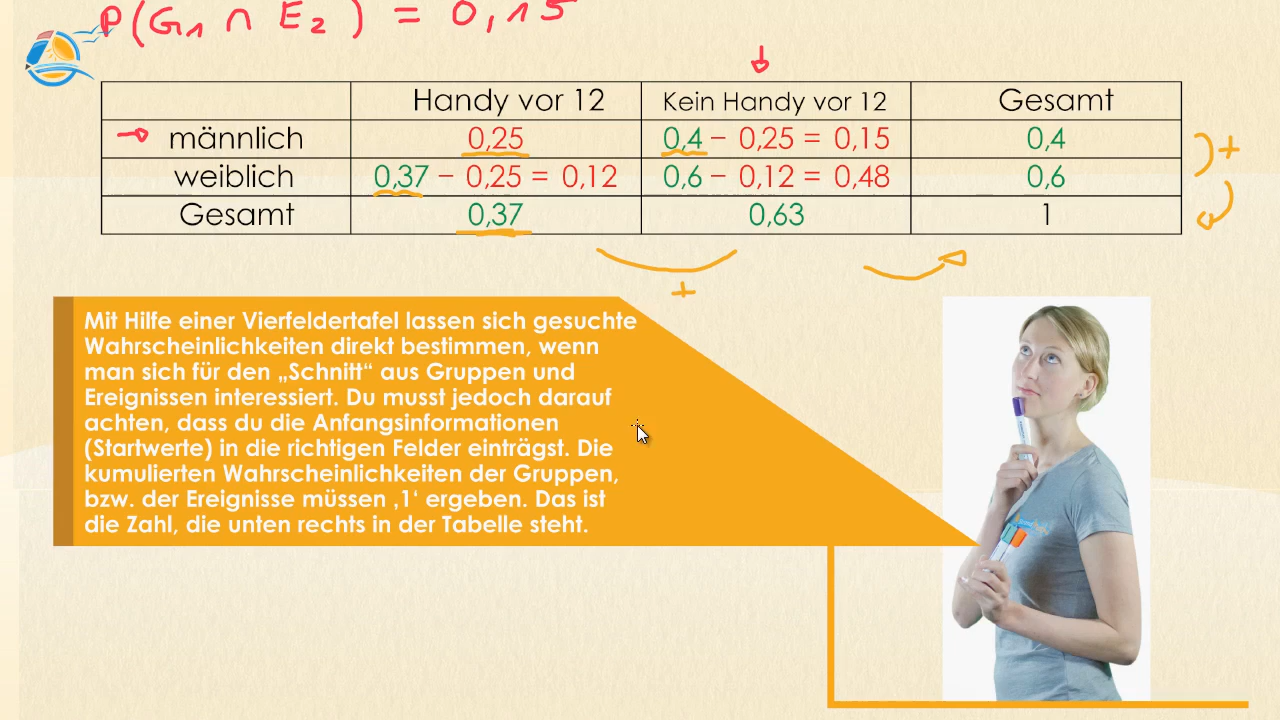 P(G₁ ∩ E₂) = 0,15
Handy vor 12 Kein Handy vor 12 Gesamt
männlich 0,25 0,4 − 0,25 = 0,15 0,4
weiblich 0,37 − 0,25 = 0,12 0,6 − 0,12 = 0,48 0,6
Gesamt 0,37 0,63 1
+
+
Mit Hilfe einer Vierfeldertafel lassen sich gesuchte
Wahrscheinlichkeiten direkt bestimmen, wenn
man sich für den „Schnitt“ aus Gruppen und
Ereignissen interessiert. Du musst jedoch darauf
achten, dass du die Anfangsinformationen
(Startwerte) in die richtigen Felder einträgst. Die
kumulierten Wahrscheinlichkeiten der Gruppen,
bzw. der Ereignisse müssen ‚1‘ ergeben. Das ist
die Zahl, die unten rechts in der Tabelle steht.